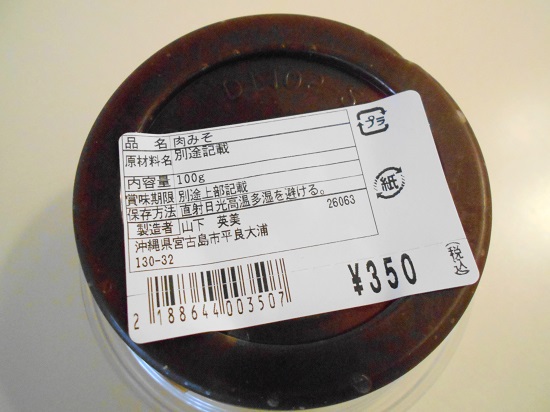 DL102
品 名 肉みそ
原材料名 別途記載
内容量 100g
賞味期限 別途上部記載
保存方法 直射日光高温多湿を避ける。
製造者 山下 英美 26063
沖縄県宮古島市平良大浦
130-32
プラ
紙
¥350
(税込)
2 188644 003507